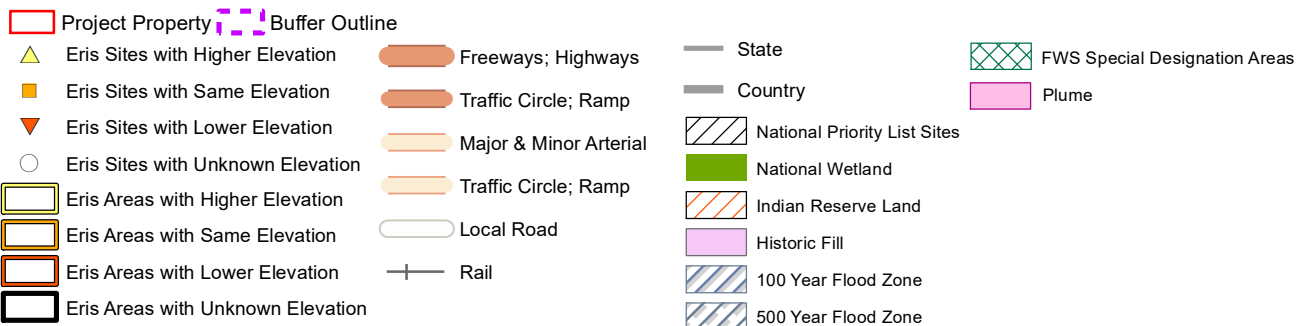 Project Property
Buffer Outline
Eris Sites with Higher Elevation
Eris Sites with Same Elevation
Eris Sites with Lower Elevation
Eris Sites with Unknown Elevation
Eris Areas with Higher Elevation
Eris Areas with Same Elevation
Eris Areas with Lower Elevation
Eris Areas with Unknown Elevation
Freeways; Highways
Traffic Circle; Ramp
Major & Minor Arterial
Traffic Circle; Ramp
Local Road
Rail
State
Country
National Priority List Sites
National Wetland
Indian Reserve Land
Historic Fill
100 Year Flood Zone
500 Year Flood Zone
FWS Special Designation Areas
Plume